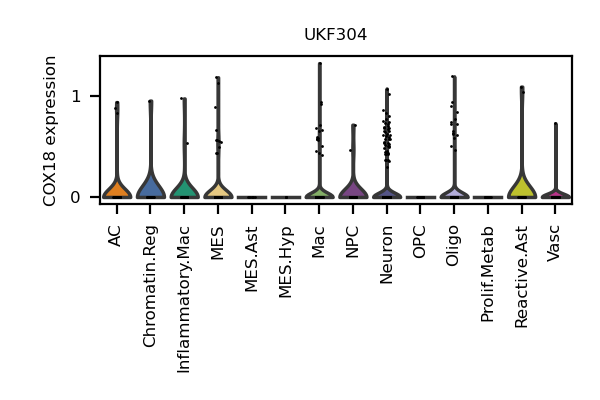 UKF304
COX18 expression
1
0
AC
Chromatin.Reg
Inflammatory.Mac
MES
MES.Ast
MES.Hyp
Mac
NPC
Neuron
OPC
Oligo
Prolif.Metab
Reactive.Ast
Vasc